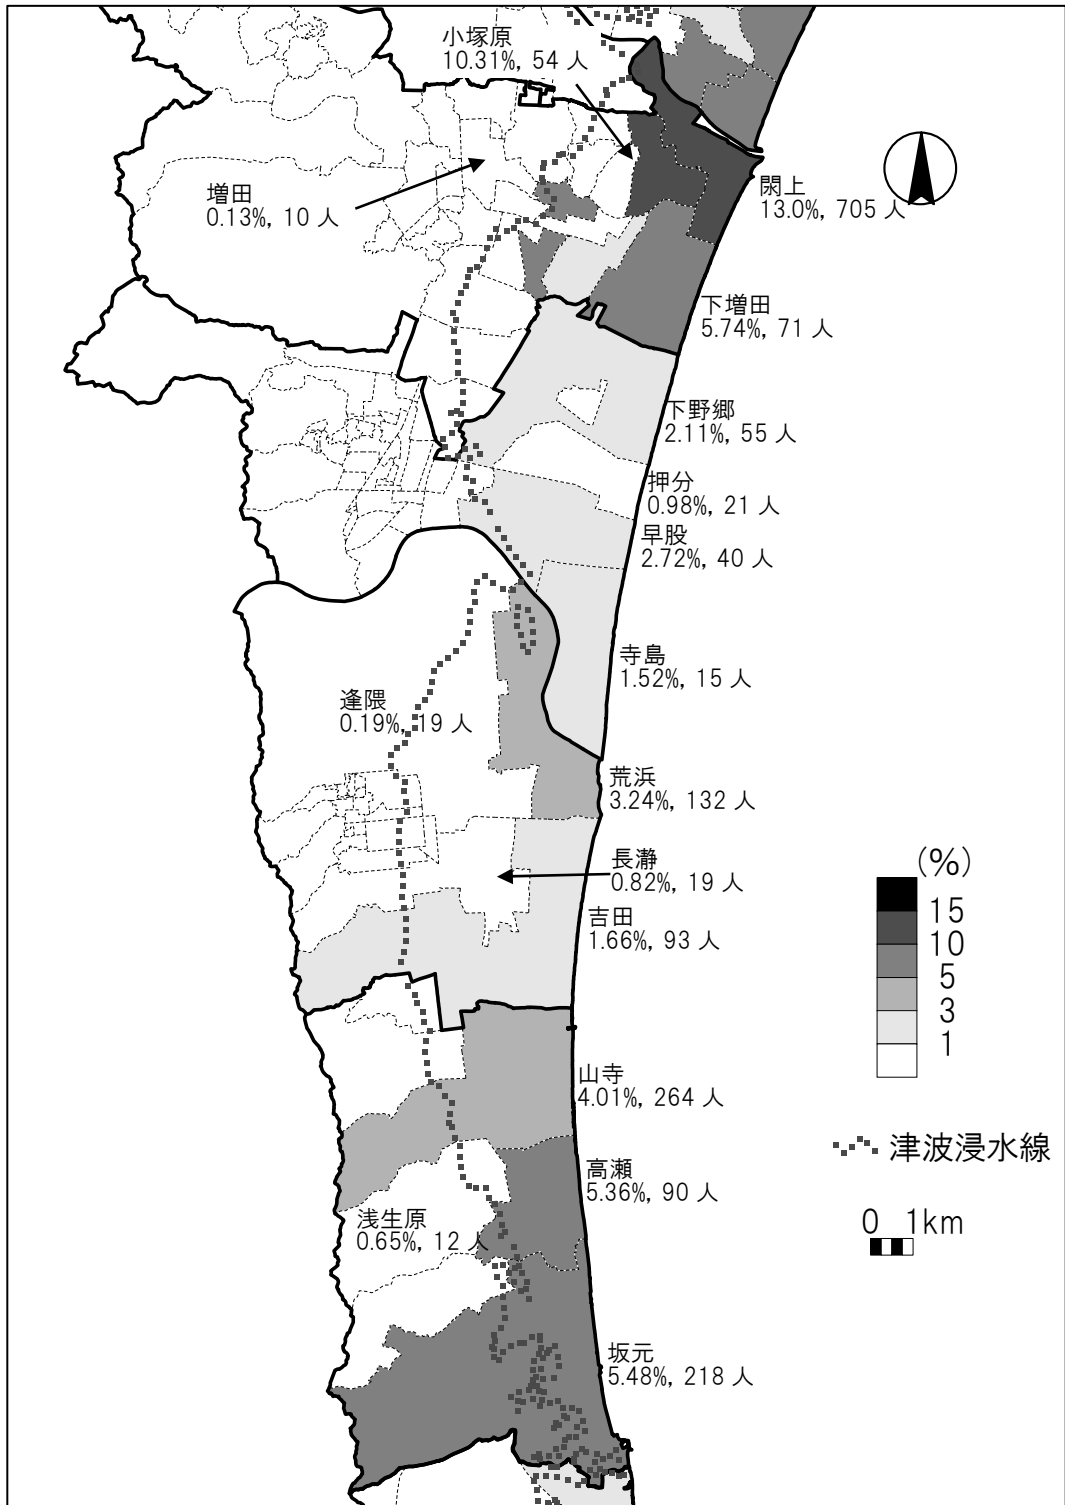 小塚原
10.31%, 54 人
増田
0.13%, 10 人
閖上
13.0%, 705 人
下増田
5.74%, 71 人
下野郷
2.11%, 55 人
押分
0.98%, 21 人
早股
2.72%, 40 人
寺島
1.52%, 15 人
逢隈
0.19%, 19 人
荒浜
3.24%, 132 人
長瀞
0.82%, 19 人
吉田
1.66%, 93 人
(%)
15
10
5
3
1
山寺
4.01%, 264 人
津波浸水線
高瀬
5.36%, 90 人
浅生原
0.65%, 12 人
0 1km
坂元
5.48%, 218 人